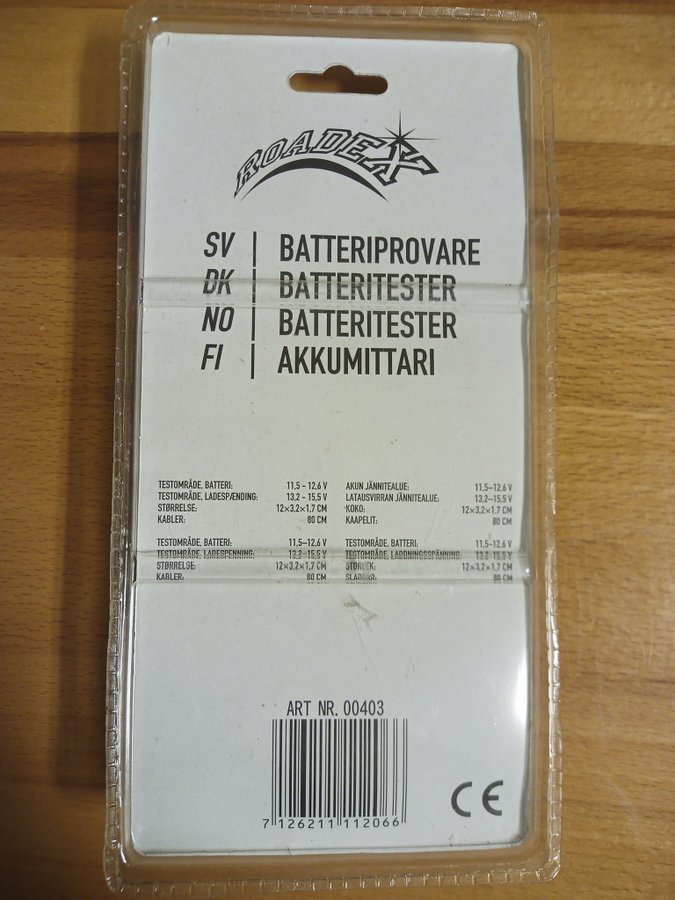 ROADEX
SV | BATTERIPROVARE
DK | BATTERITESTER
NO | BATTERITESTER
FI | AKKUMITTARI
TESTOMRÅDE, BATTERI: 11,5 - 12,6 V
TESTOMRÅDE, LADESPÆNDING: 13,2 - 15,5 V
STØRRELSE: 12×3,2×1,7 CM
KABLER: 80 CM
AKUN JÄNNITEALUE: 11,5–12,6 V
LATAUSVIRRAN JÄNNITEALUE: 13,2–15,5 V
KOKO: 12×3,2×1,7 CM
KAAPELIT: 80 CM
TESTOMRÅDE, BATTERI: 11,5–12,6 V
TESTOMRÅDE, LADESPENNING: 13,2–15,5 V
STØRRELSE: 12×3,2×1,7 CM
KABLER: 80 CM
TESTOMRÅDE, BATTERI: 11,5–12,6 V
TESTOMRÅDE, LADDNINGSSPÄNNING: 13,2–15,5 V
STORLEK: 12×3,2×1,7 CM
SLADDAR: 80 CM
ART NR. 00403
7 126211 112066
CE